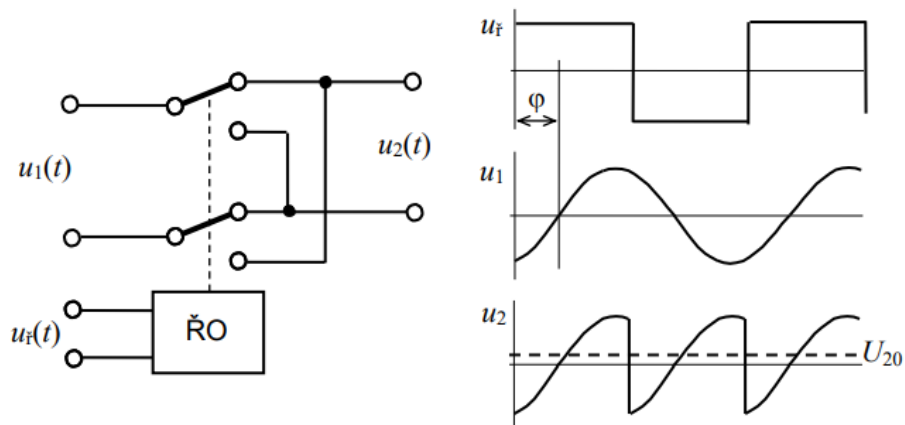 u₁(t)
u₂(t)
uř(t)
ŘO
uř
φ
u₁
u₂
U₂₀